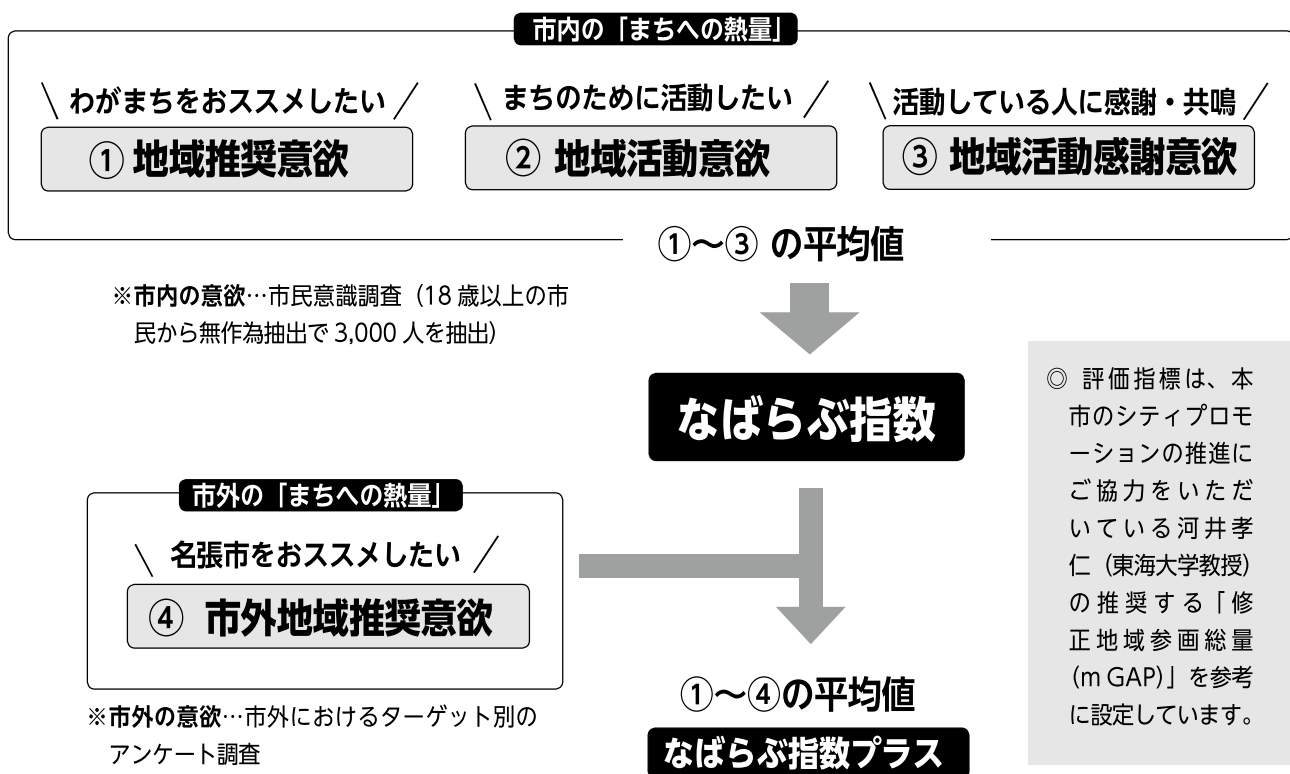 市内の「まちへの熱量」
わがまちをおススメしたい
① 地域推奨意欲
まちのために活動したい
② 地域活動意欲
活動している人に感謝・共鳴
③ 地域活動感謝意欲
①～③ の平均値
※市内の意欲…市民意識調査（18 歳以上の市
民から無作為抽出で 3,000 人を抽出）
なばらぶ指数
市外の「まちへの熱量」
名張市をおススメしたい
④ 市外地域推奨意欲
※市外の意欲…市外におけるターゲット別の
アンケート調査
①～④の平均値
なばらぶ指数プラス
◎ 評価指標は、本
市のシティプロモ
ーションの推進に
ご協力をいただ
いている河井孝
仁（東海大学教授）
の推奨する「修
正地域参画総量
(m GAP)」を参考
に設定しています。